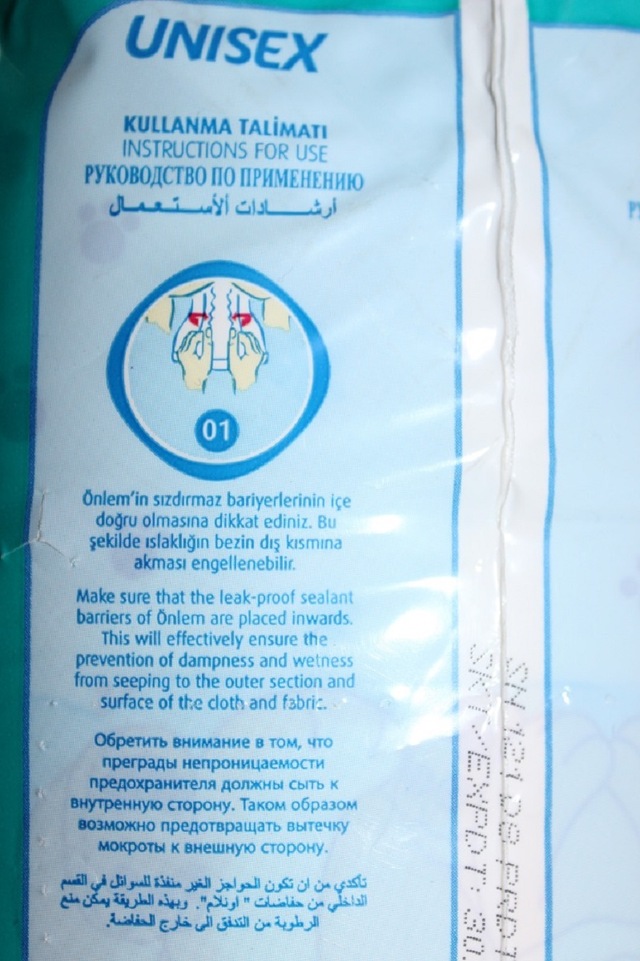 UNISEX
KULLANMA TALİMATI
INSTRUCTIONS FOR USE
РУКОВОДСТВО ПО ПРИМЕНЕНИЮ
أرشـــــادات ألأســـتـعـمـــال
01
Önlem'in sızdırmaz bariyerlerinin içe
doğru olmasına dikkat ediniz. Bu
şekilde ıslaklığın bezin dış kısmına
akması engellenebilir.
Make sure that the leak-proof sealant
barriers of Önlem are placed inwards.
This will effectively ensure the
prevention of dampness and wetness
from seeping to the outer section and
surface of the cloth and fabric.
Обретить внимание в том, что
преграды непроницаемости
предохранителя должны сыть к
внутренную сторону. Таком образом
возможно предотвращать вытечку
мокроты к внешную сторону.
تأكدي من ان تكون الحواجز الغير منفذة للسوائل في القسم
الداخلي من حفاضات " اونلام". وبهذه الطريقة يمكن منع
الرطوبة من التدفق الى خارج الحفاضة.